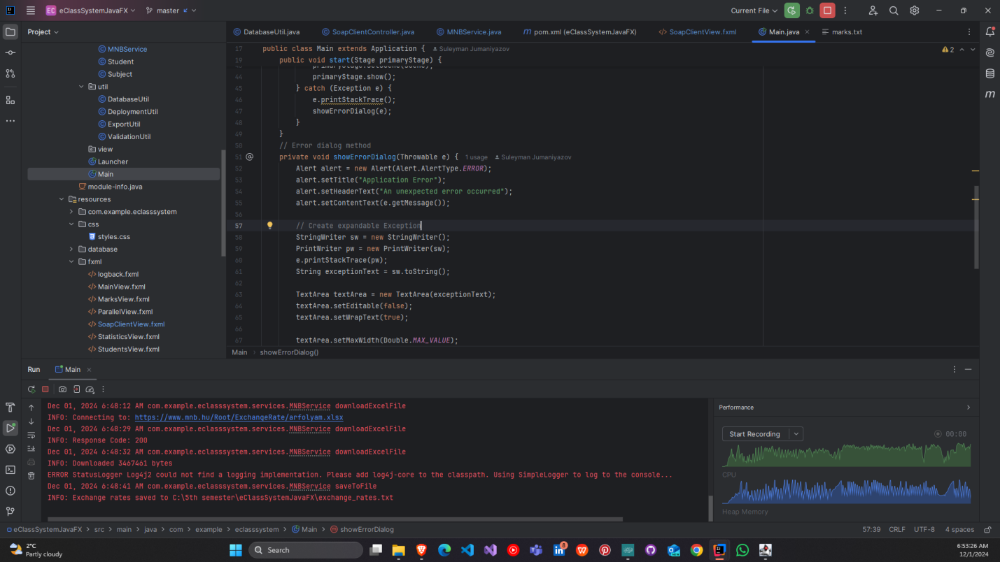 EC eClassSystemJavaFX master Current File
Project
DatabaseUtil.java SoapClientController.java MNBService.java pom.xml (eClassSystemJavaFX) SoapClientView.fxml Main.java marks.txt
MNBService
Student
Subject
util
DatabaseUtil
DeploymentUtil
ExportUtil
ValidationUtil
view
Launcher
Main
module-info.java
resources
com.example.eclasssystem
css
styles.css
database
fxml
logback.fxml
MainView.fxml
MarksView.fxml
ParallelView.fxml
SoapClientView.fxml
StatisticsView.fxml
StudentsView.fxml
17 public class Main extends Application { Suleyman Jumaniyazov
2
19 public void start(Stage primaryStage) {
primaryStage.setScene(scene);
44 primaryStage.show();
45 } catch (Exception e) {
46 e.printStackTrace();
47 showErrorDialog(e);
48 }
49 }
50 // Error dialog method
51 @ private void showErrorDialog(Throwable e) { 1 usage Suleyman Jumaniyazov
52 Alert alert = new Alert(Alert.AlertType.ERROR);
53 alert.setTitle("Application Error");
54 alert.setHeaderText("An unexpected error occurred");
55 alert.setContentText(e.getMessage());
56
57 // Create expandable Exception
58 StringWriter sw = new StringWriter();
59 PrintWriter pw = new PrintWriter(sw);
60 e.printStackTrace(pw);
61 String exceptionText = sw.toString();
62
63 TextArea textArea = new TextArea(exceptionText);
64 textArea.setEditable(false);
65 textArea.setWrapText(true);
66
67 textArea.setMaxWidth(Double.MAX_VALUE);
Main showErrorDialog()
Run Main
Dec 01, 2024 6:48:12 AM com.example.eclasssystem.services.MNBService downloadExcelFile
INFO: Connecting to: https://www.mnb.hu/Root/ExchangeRate/arfolyam.xlsx
Dec 01, 2024 6:48:29 AM com.example.eclasssystem.services.MNBService downloadExcelFile
INFO: Response Code: 200
Dec 01, 2024 6:48:32 AM com.example.eclasssystem.services.MNBService downloadExcelFile
INFO: Downloaded 3467461 bytes
ERROR StatusLogger Log4j2 could not find a logging implementation. Please add log4j-core to the classpath. Using SimpleLogger to log to the console...
Dec 01, 2024 6:48:41 AM com.example.eclasssystem.services.MNBService saveToFile
INFO: Exchange rates saved to C:\5th semester\eClassSystemJavaFX\exchange_rates.txt
Performance
Start Recording 00:00
CPU
Heap Memory
eClassSystemJavaFX > src > main > java > com > example > eclasssystem > Main > showErrorDialog 57:39 CRLF UTF-8 4 spaces
2°C
Partly cloudy
Search
8
6:53:26 AM
12/1/2024